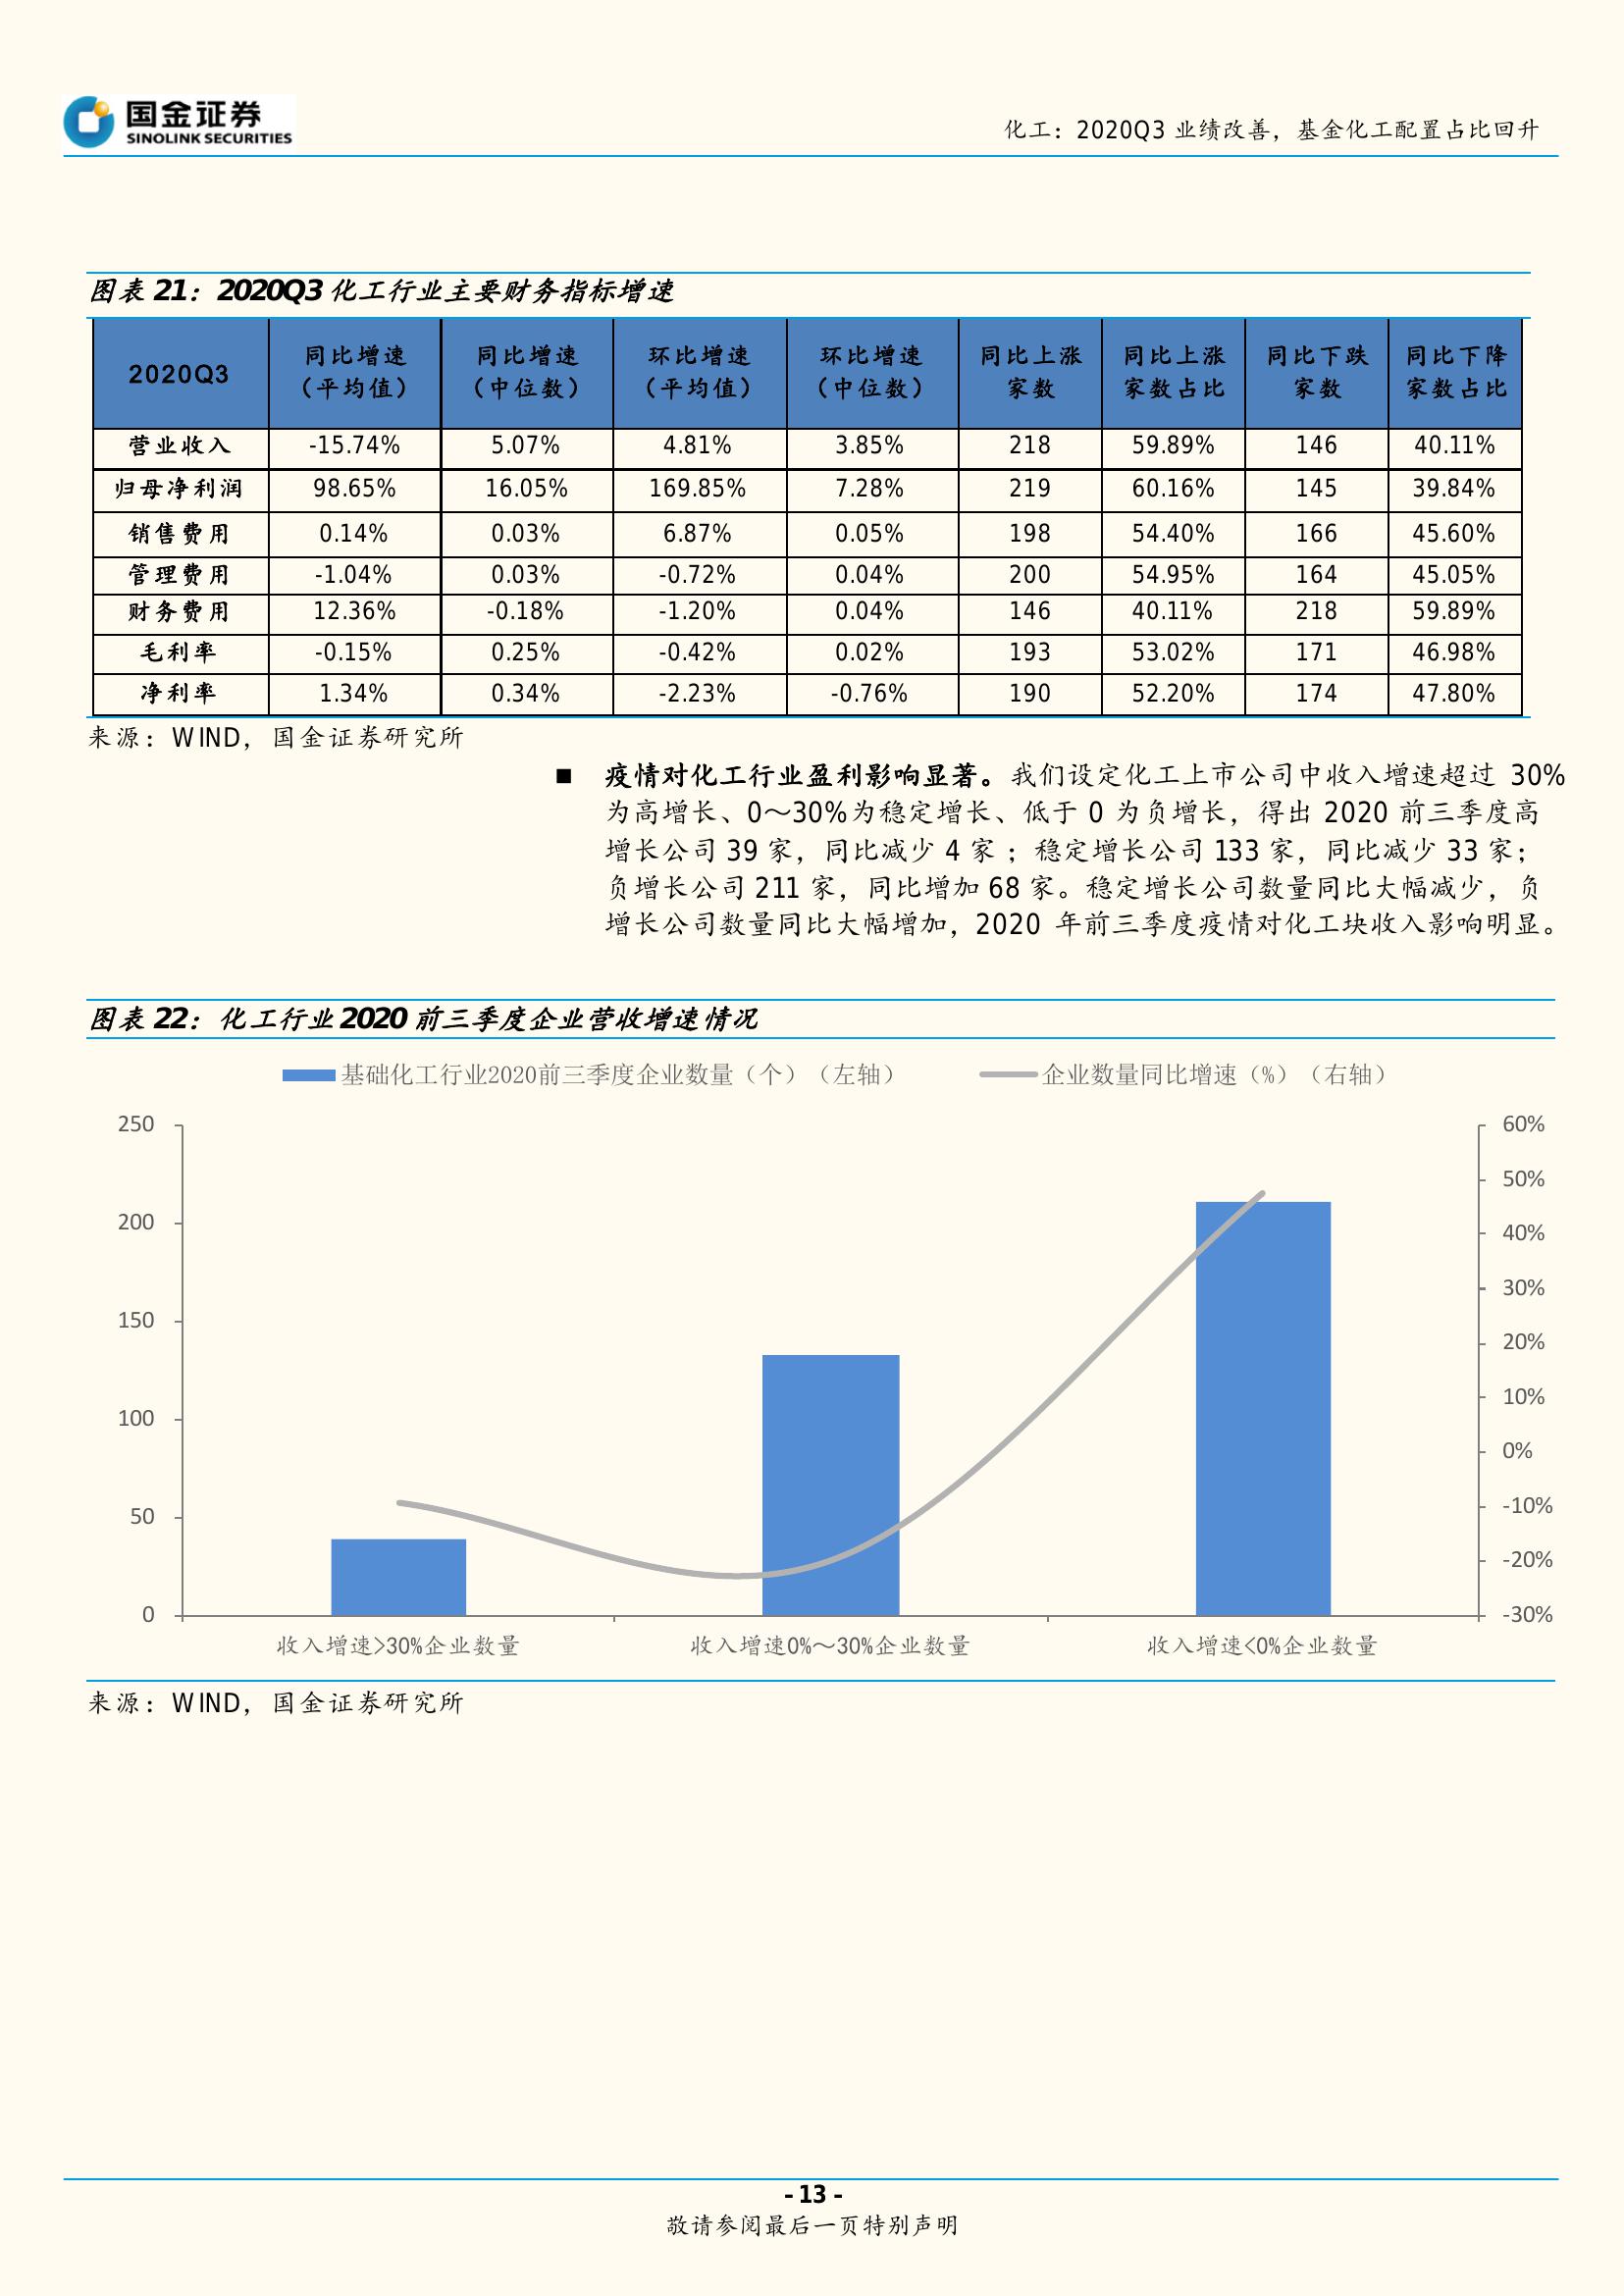 国金证券
SINOLINK SECURITIES
化工：2020Q3 业绩改善，基金化工配置占比回升
图表 21：2020Q3 化工行业主要财务指标增速
2020Q3 同比增速（平均值） 同比增速（中位数） 环比增速（平均值） 环比增速（中位数） 同比上涨家数 同比上涨家数占比 同比下跌家数 同比下降家数占比
营业收入 -15.74% 5.07% 4.81% 3.85% 218 59.89% 146 40.11%
归母净利润 98.65% 16.05% 169.85% 7.28% 219 60.16% 145 39.84%
销售费用 0.14% 0.03% 6.87% 0.05% 198 54.40% 166 45.60%
管理费用 -1.04% 0.03% -0.72% 0.04% 200 54.95% 164 45.05%
财务费用 12.36% -0.18% -1.20% 0.04% 146 40.11% 218 59.89%
毛利率 -0.15% 0.25% -0.42% 0.02% 193 53.02% 171 46.98%
净利率 1.34% 0.34% -2.23% -0.76% 190 52.20% 174 47.80%
来源：WIND，国金证券研究所
■ 疫情对化工行业盈利影响显著。我们设定化工上市公司中收入增速超过 30%
为高增长、0～30%为稳定增长、低于 0 为负增长，得出 2020 前三季度高
增长公司 39 家，同比减少 4 家 ；稳定增长公司 133 家，同比减少 33 家；
负增长公司 211 家，同比增加 68 家。稳定增长公司数量同比大幅减少，负
增长公司数量同比大幅增加，2020 年前三季度疫情对化工块收入影响明显。
图表 22：化工行业 2020 前三季度企业营收增速情况
基础化工行业2020前三季度企业数量（个）（左轴） 企业数量同比增速（%）（右轴）
250 60%
50%
200
40%
30%
150
20%
100 10%
0%
50 -10%
-20%
0 -30%
收入增速>30%企业数量 收入增速0%～30%企业数量 收入增速<0%企业数量
来源：WIND，国金证券研究所
- 13 -
敬请参阅最后一页特别声明